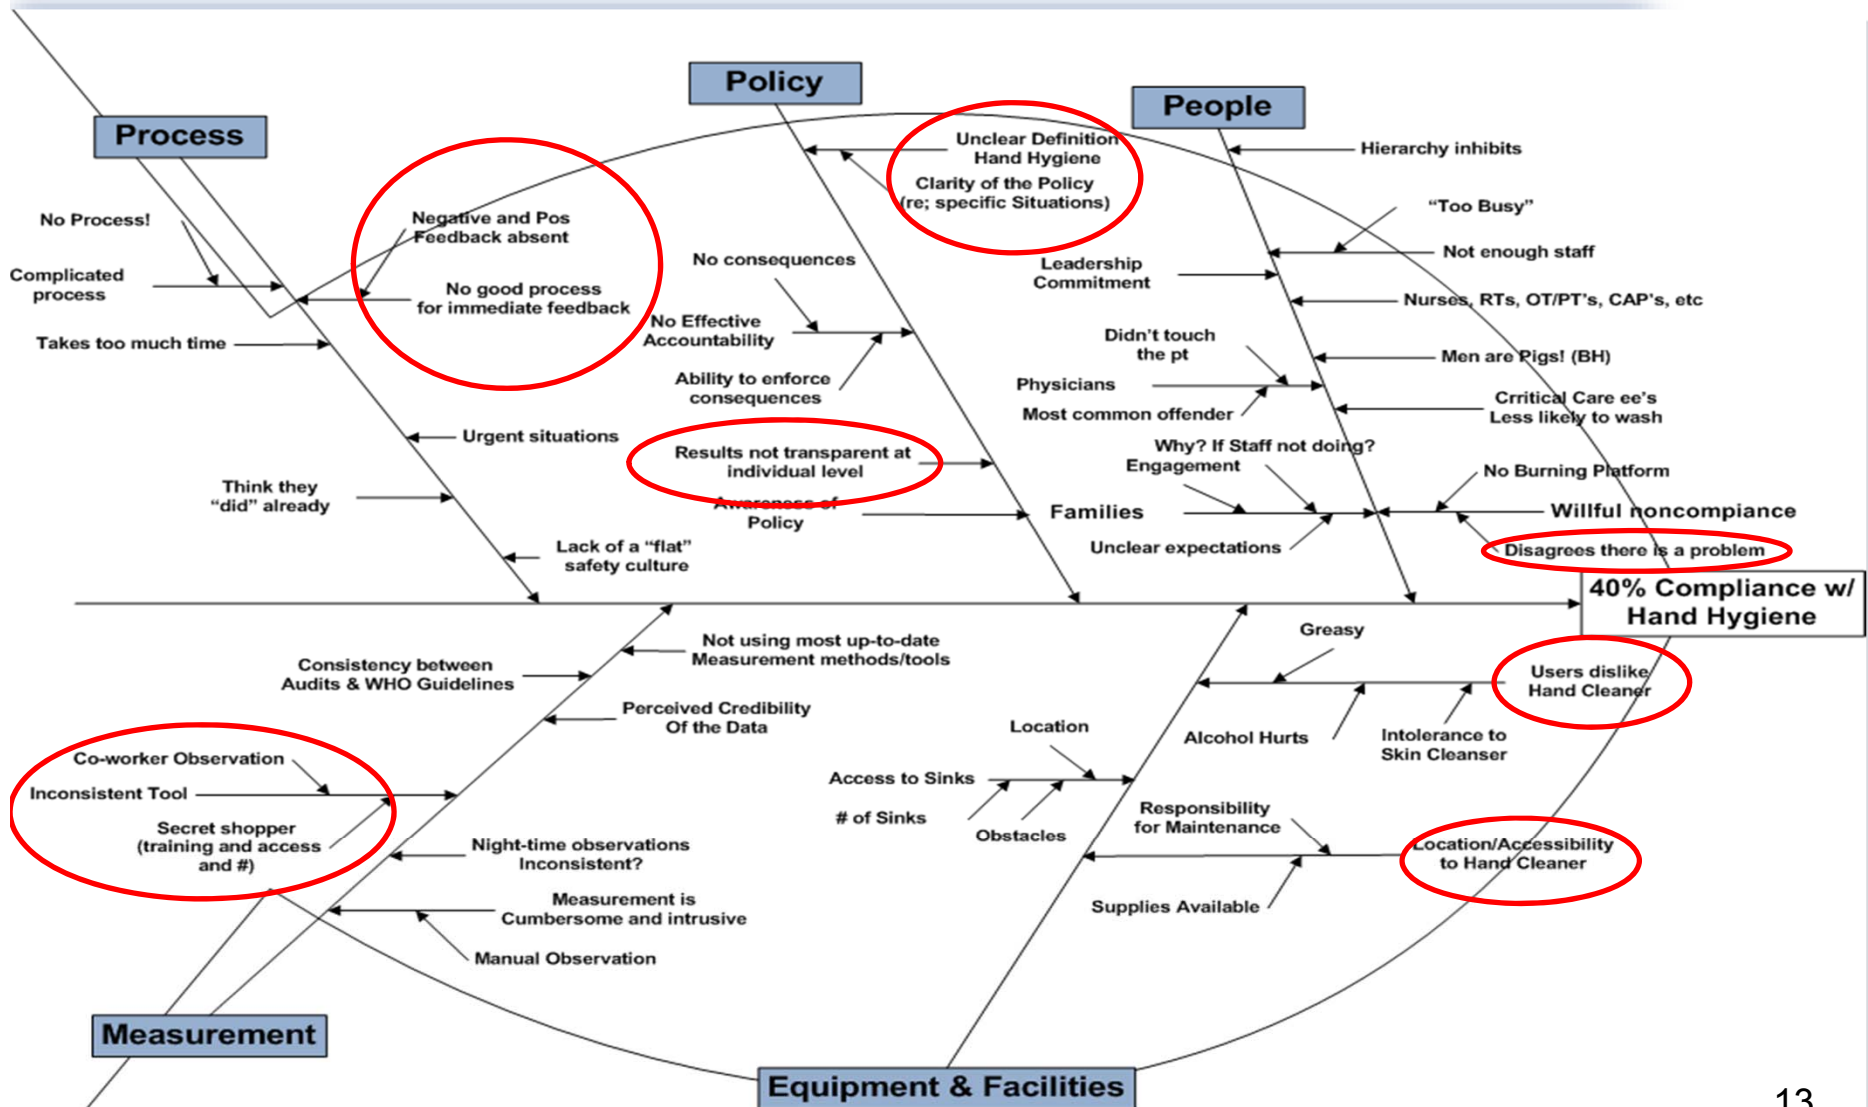 Policy
People
Process
Unclear Definition
Hand Hygiene
Clarity of the Policy
(re; specific Situations)
Hierarchy inhibits
"Too Busy"
Not enough staff
Leadership
Commitment
Nurses, RTs, OT/PT's, CAP's, etc
Didn't touch
the pt
Men are Pigs! (BH)
Physicians
Most common offender
Crritical Care ee's
Less likely to wash
Why? If Staff not doing?
Engagement
No Burning Platform
Families
Willful noncompiance
Unclear expectations
Disagrees there is a problem
No Process!
Negative and Pos
Feedback absent
Complicated
process
No good process
for immediate feedback
Takes too much time
Urgent situations
Think they
"did" already
Lack of a "flat"
safety culture
No consequences
No Effective
Accountability
Ability to enforce
consequences
Results not transparent at
individual level
Awareness of
Policy
40% Compliance w/
Hand Hygiene
Not using most up-to-date
Measurement methods/tools
Consistency between
Audits & WHO Guidelines
Perceived Credibility
Of the Data
Co-worker Observation
Inconsistent Tool
Secret shopper
(training and access
and #)
Night-time observations
Inconsistent?
Measurement is
Cumbersome and intrusive
Manual Observation
Measurement
Greasy
Users dislike
Hand Cleaner
Alcohol Hurts
Intolerance to
Skin Cleanser
Location
Access to Sinks
# of Sinks
Obstacles
Responsibility
for Maintenance
Location/Accessibility
to Hand Cleaner
Supplies Available
Equipment & Facilities
13